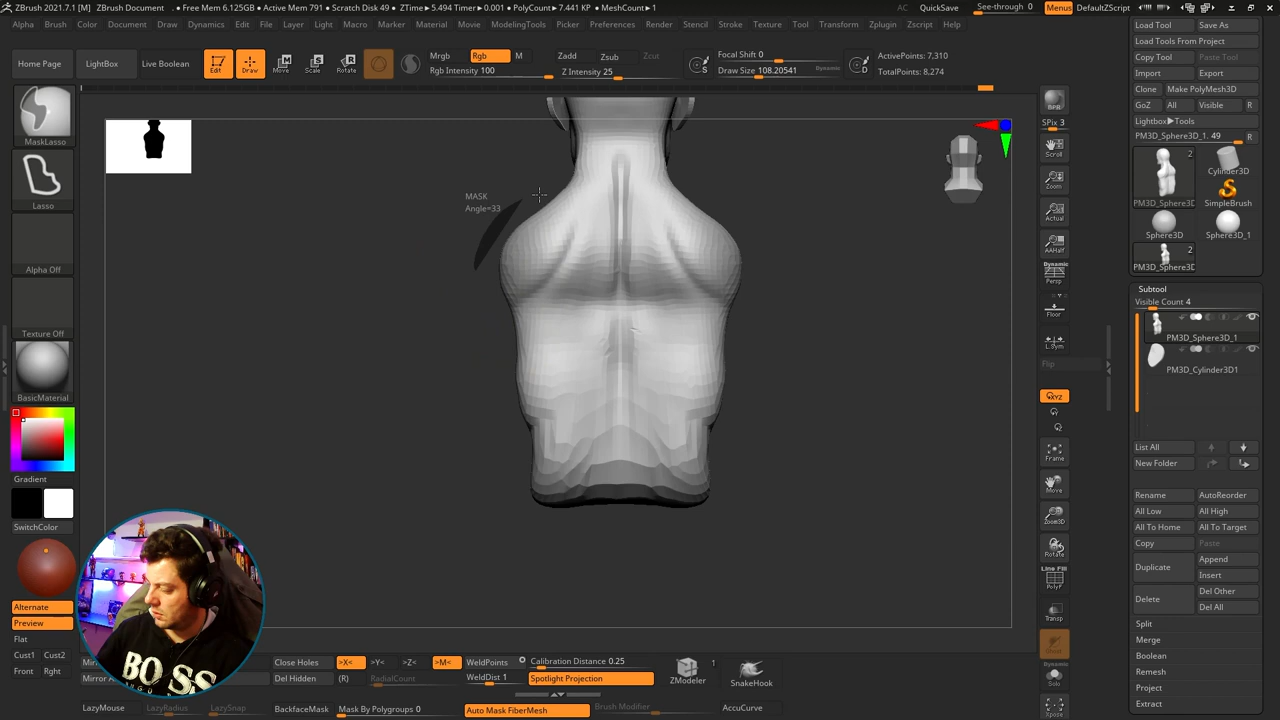 ZBrush 2021.7.1 [M] ZBrush Document . • Free Mem 6.125GB • Active Mem 791 • Scratch Disk 49 • ZTime▸5.494 Timer▸0.001 • PolyCount▸7.441 KP • MeshCount▸1
AC QuickSave See-through 0 Menus DefaultZScript
Alpha Brush Color Document Draw Dynamics Edit File Layer Light Macro Marker Material Movie ModelingTools Picker Preferences Render Stencil Stroke Texture Tool Transform Zplugin Zscript Help
Home Page LightBox Live Boolean Edit Draw Move Scale Rotate
Mrgb Rgb M
Rgb Intensity 100
Zadd Zsub Zcut
Z Intensity 25
S
Focal Shift 0
Draw Size 108.20541 Dynamic
D
ActivePoints: 7,310
TotalPoints: 8,274
MaskLasso
Lasso
Alpha Off
Texture Off
BasicMaterial
Gradient
SwitchColor
Alternate
Preview
Flat
Cust1 Cust2
Front Rght
MASK
Angle=33
BPR
SPix 3
Scroll
Zoom
Actual
AAHalf
Dynamic
Persp
Floor
L.Sym
Flip
XYZ
Frame
Move
Zoom3D
Rotate
Line Fill
PolyF
Transp
Dynamic
Solo
Xpose
Load Tool Save As
Load Tools From Project
Copy Tool Paste Tool
Import Export
Clone Make PolyMesh3D
GoZ All Visible R
Lightbox▸Tools
PM3D_Sphere3D_1. 49 R
2
PM3D_Sphere3D
Cylinder3D
SimpleBrush
Sphere3D Sphere3D_1
2
PM3D_Sphere3D
Subtool
Visible Count 4
PM3D_Sphere3D_1
PM3D_Cylinder3D1
List All
New Folder
Rename AutoReorder
All Low All High
All To Home All To Target
Copy Paste
Duplicate Append
Insert
Delete Del Other
Del All
Split
Merge
Boolean
Remesh
Project
Extract
Close Holes >X< >Y< >Z< >M< WeldPoints Calibration Distance 0.25
Del Hidden (R) RadialCount WeldDist 1 Spotlight Projection
ZModeler 1 SnakeHook
LazyMouse LazyRadius LazySnap BackfaceMask Mask By Polygroups 0 Auto Mask FiberMesh Brush Modifier AccuCurve
BOSS